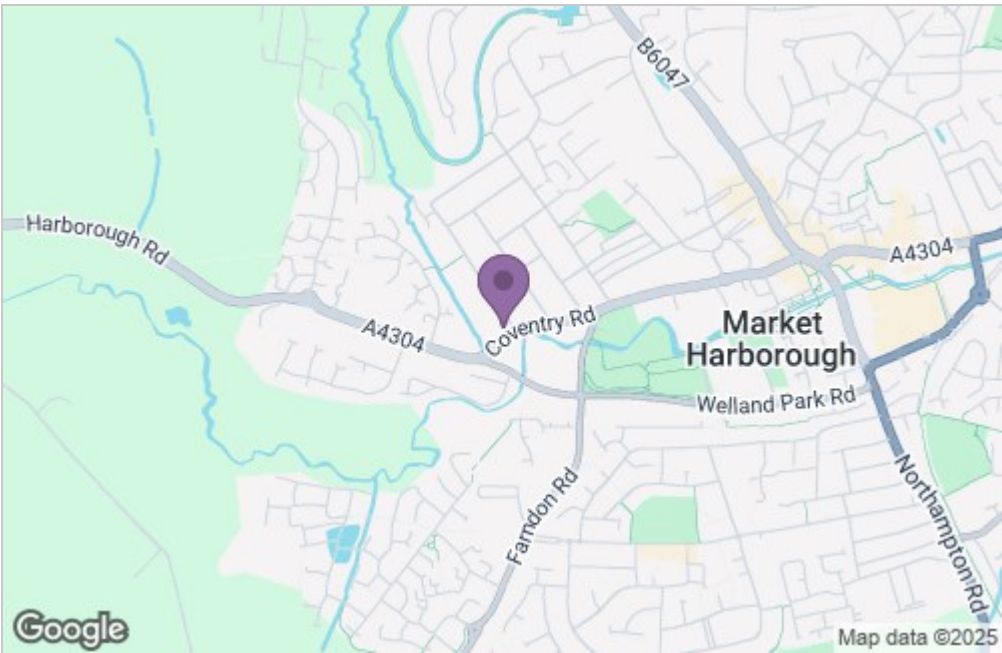 B6047
Harborough Rd
A4304
A4304
Coventry Rd
Market
Harborough
Welland Park Rd
Farndon Rd
Northampton Rd
Google
Map data ©2025